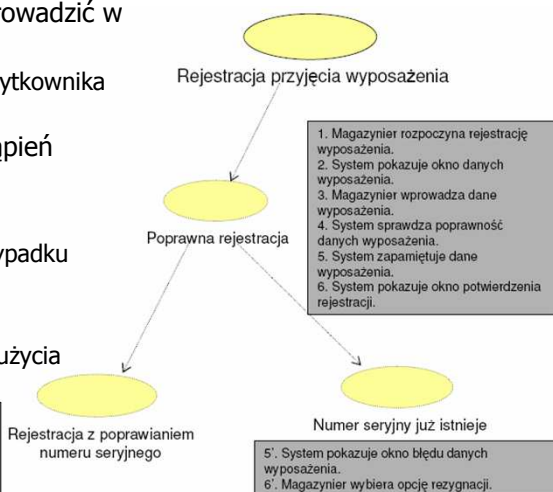 rowadzić w
ytkownika
ąpień
ypadku
użycia
Rejestracja przyjęcia wyposażenia
1. Magazynier rozpoczyna rejestrację
wyposażenia.
2. System pokazuje okno danych
wyposażenia.
3. Magazynier wprowadza dane
wyposażenia.
4. System sprawdza poprawność
danych wyposażenia.
5. System zapamiętuje dane
wyposażenia.
6. System pokazuje okno potwierdzenia
rejestracji.
Poprawna rejestracja
Rejestracja z poprawianiem
numeru seryjnego
Numer seryjny już istnieje
5'. System pokazuje okno błędu danych
wyposażenia.
6'. Magazynier wybiera opcję rezygnacji.